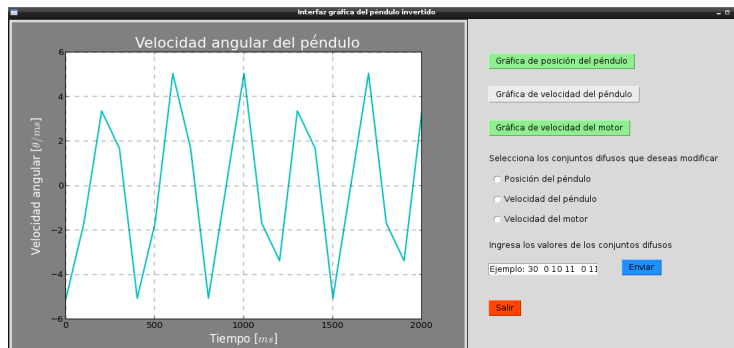 Interfaz gráfica del péndulo invertido
Velocidad angular del péndulo
6
4
2
0
−2
−4
−6
Velocidad angular [θ/ms]
0
500
1000
1500
2000
Tiempo [ms]
Gráfica de posición del péndulo
Gráfica de velocidad del péndulo
Gráfica de velocidad del motor
Selecciona los conjuntos difusos que deseas modificar
Posición del péndulo
Velocidad del péndulo
Velocidad del motor
Ingresa los valores de los conjuntos difusos
Ejemplo: 30 0 10 11 0 11
Enviar
Salir